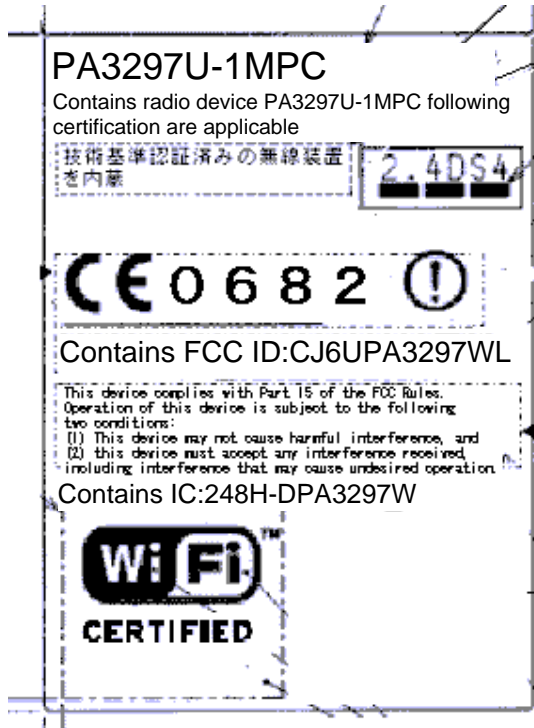 PA3297U-1MPC
Contains radio device PA3297U-1MPC following
certification are applicable
技術基準認証済みの無線装置
を内蔵
2.4DS4
CE0682
Contains FCC ID:CJ6UPA3297WL
This device complies with Part 15 of the FCC Rules.
Operation of this device is subject to the following
two conditions:
(1) This device may not cause harmful interference, and
(2) this device must accept any interference received,
including interference that may cause undesired operation.
Contains IC:248H-DPA3297W
Wi Fi TM
CERTIFIED